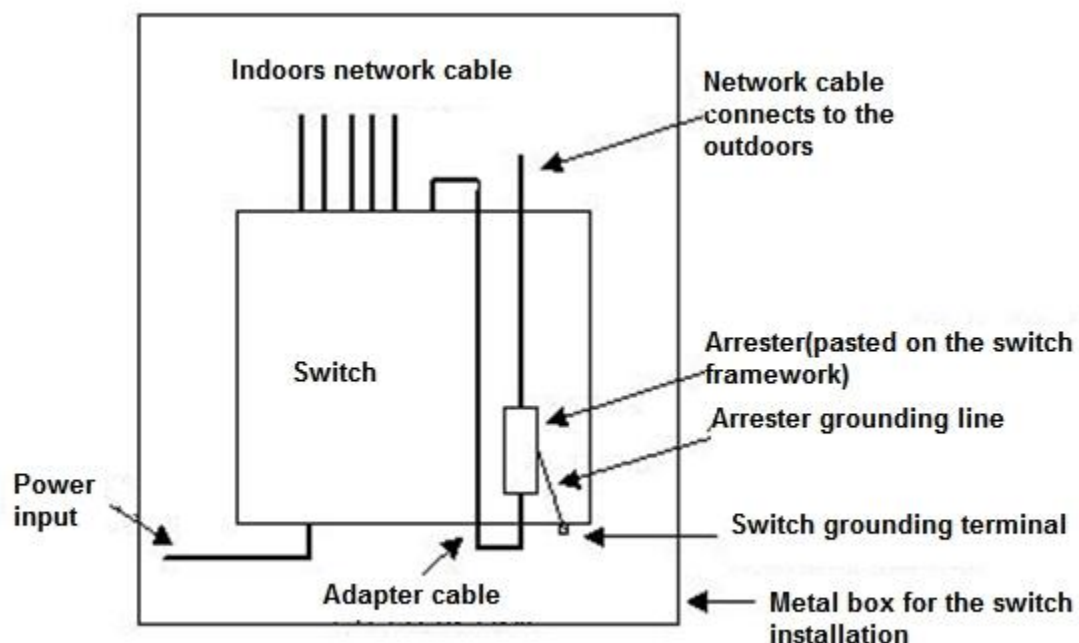 Indoors network cable
Network cable
connects to the
outdoors
Switch
Arrester(pasted on the switch
framework)
Arrester grounding line
Power
input
Switch grounding terminal
Adapter cable
Metal box for the switch
installation